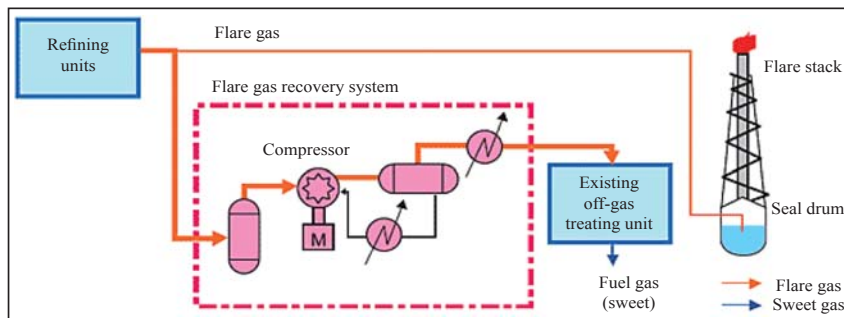 Refining
units
Flare gas
Flare gas recovery system
Compressor
M
Existing
off-gas
treating unit
Fuel gas
(sweet)
Flare stack
Seal drum
Flare gas
Sweet gas